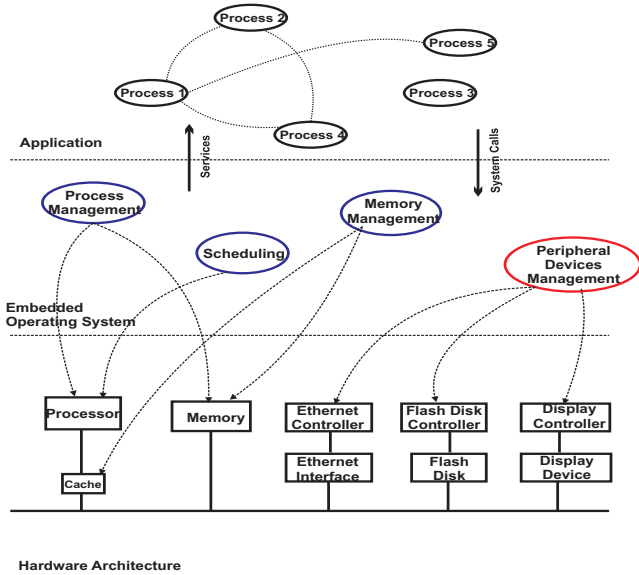 Process 2
Process 5
Process 1
Process 3
Process 4
Application
Services
System Calls
Process
Management
Memory
Management
Scheduling
Peripheral
Devices
Management
Embedded
Operating System
Processor
Memory
Ethernet
Controller
Flash Disk
Controller
Display
Controller
Cache
Ethernet
Interface
Flash
Disk
Display
Device
Hardware Architecture